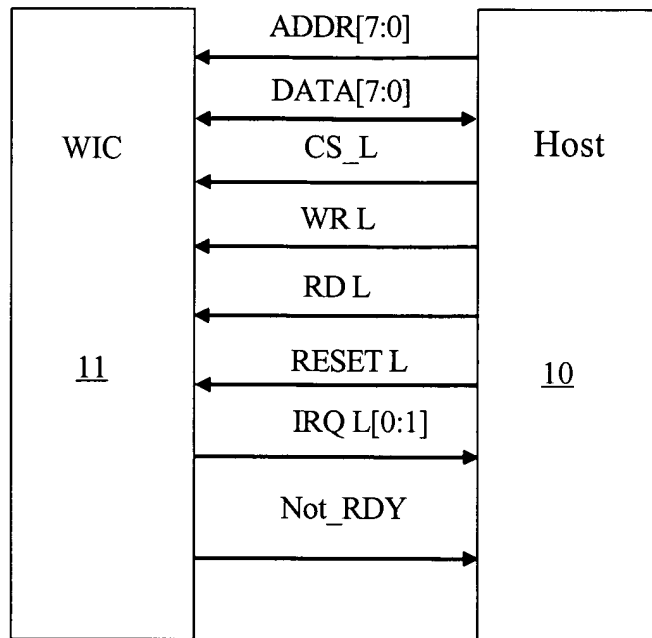 ADDR[7:0]
DATA[7:0]
WIC
CS_L
Host
WR L
RD L
11
RESET L
10
IRQ L[0:1]
Not_RDY